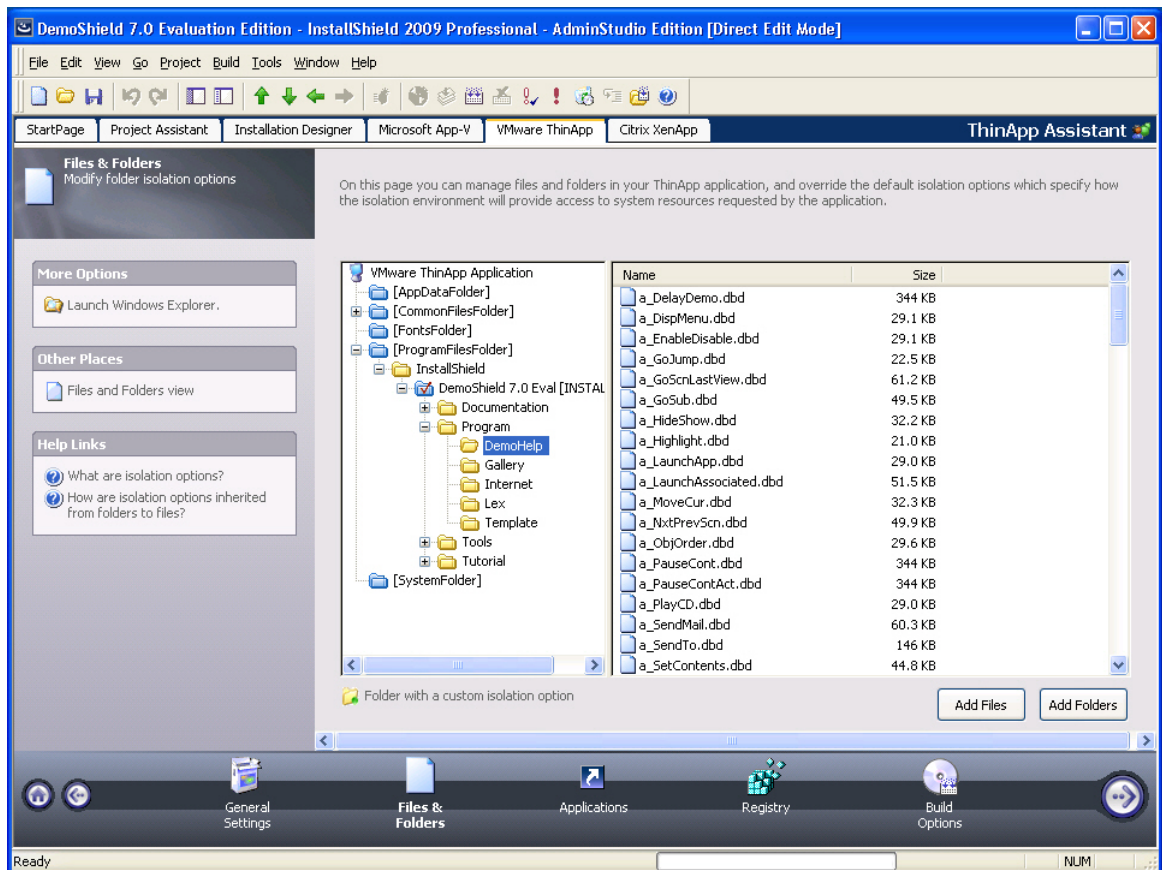 DemoShield 7.0 Evaluation Edition - InstallShield 2009 Professional - AdminStudio Edition [Direct Edit Mode]
File Edit View Go Project Build Tools Window Help
StartPage Project Assistant Installation Designer Microsoft App-V VMware ThinApp Citrix XenApp ThinApp Assistant
Files & Folders
Modify folder isolation options
On this page you can manage files and folders in your ThinApp application, and override the default isolation options which specify how
the isolation environment will provide access to system resources requested by the application.
More Options
Launch Windows Explorer.
Other Places
Files and Folders view
Help Links
What are isolation options?
How are isolation options inherited
from folders to files?
VMware ThinApp Application
[AppDataFolder]
[CommonFilesFolder]
[FontsFolder]
[ProgramFilesFolder]
InstallShield
DemoShield 7.0 Eval [INSTAL
Documentation
Program
DemoHelp
Gallery
Internet
Lex
Template
Tools
Tutorial
[SystemFolder]
Name Size
a_DelayDemo.dbd 344 KB
a_DispMenu.dbd 29.1 KB
a_EnableDisable.dbd 29.1 KB
a_GoJump.dbd 22.5 KB
a_GoScnLastView.dbd 61.2 KB
a_GoSub.dbd 49.5 KB
a_HideShow.dbd 32.2 KB
a_Highlight.dbd 21.0 KB
a_LaunchApp.dbd 29.0 KB
a_LaunchAssociated.dbd 51.5 KB
a_MoveCur.dbd 32.3 KB
a_NxtPrevScn.dbd 49.9 KB
a_ObjOrder.dbd 29.6 KB
a_PauseCont.dbd 344 KB
a_PauseContAct.dbd 344 KB
a_PlayCD.dbd 29.0 KB
a_SendMail.dbd 60.3 KB
a_SendTo.dbd 146 KB
a_SetContents.dbd 44.8 KB
Folder with a custom isolation option
Add Files Add Folders
General
Settings
Files &
Folders
Applications
Registry
Build
Options
Ready NUM